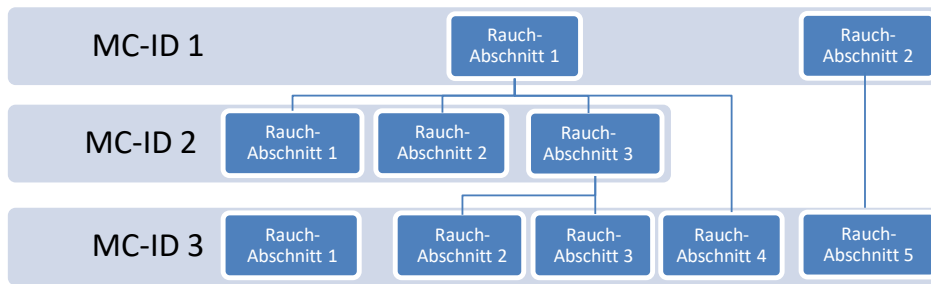 MC-ID 1
Rauch-
Abschnitt 1
Rauch-
Abschnitt 2
MC-ID 2
Rauch-
Abschnitt 1
Rauch-
Abschnitt 2
Rauch-
Abschnitt 3
MC-ID 3
Rauch-
Abschnitt 1
Rauch-
Abschnitt 2
Rauch-
Abschitt 3
Rauch-
Abschnitt 4
Rauch-
Abschnitt 5